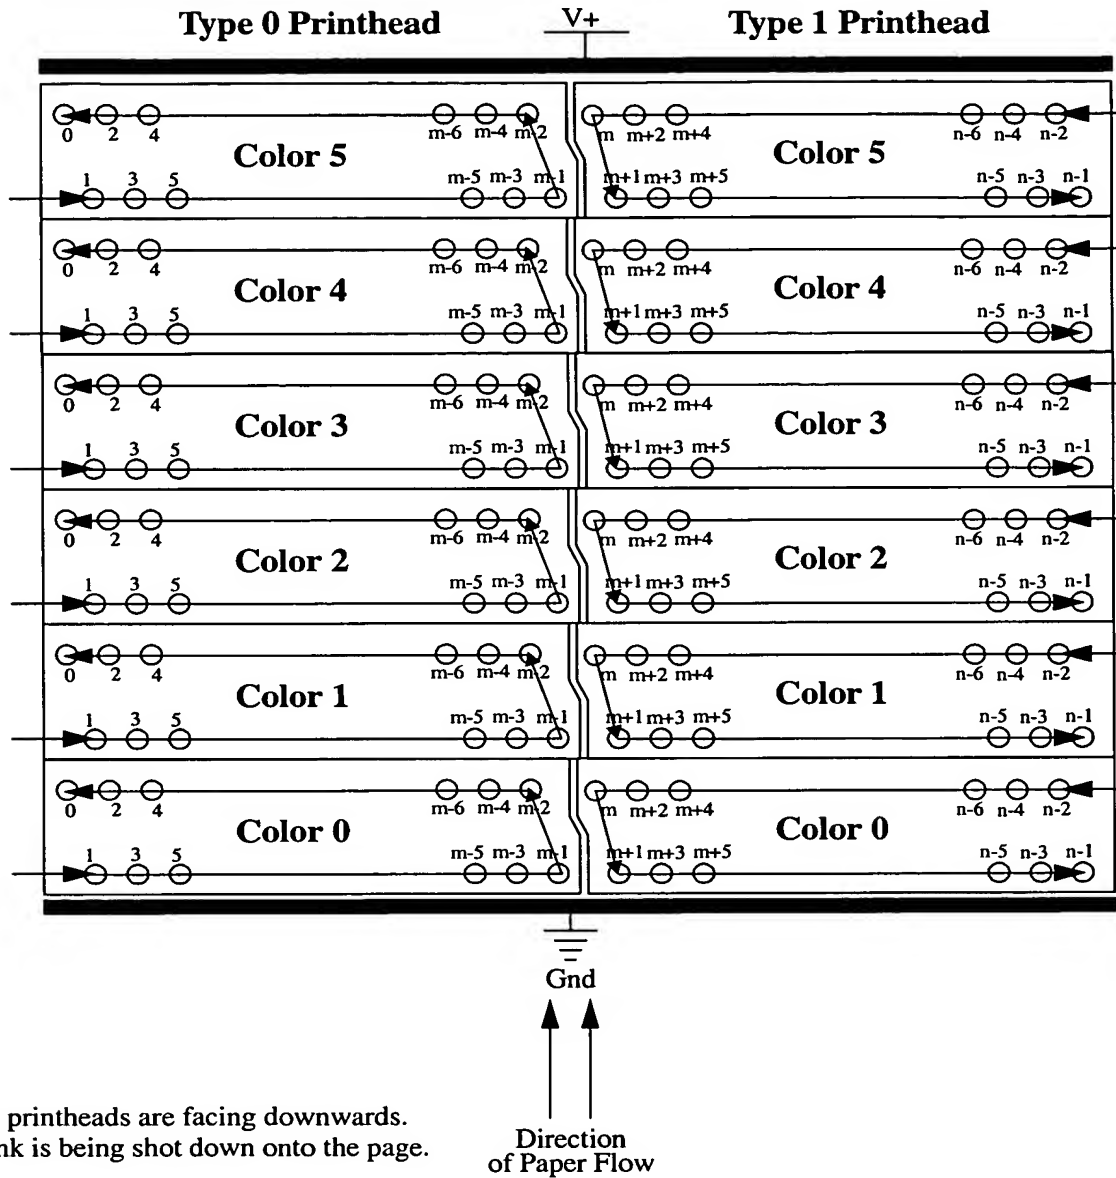 Type 0 Printhead V+ Type 1 Printhead
0 2 4 m-6 m-4 m-2 m m+2 m+4 n-6 n-4 n-2
Color 5 Color 5
1 3 5 m-5 m-3 m-1 m+1 m+3 m+5 n-5 n-3 n-1
0 2 4 m-6 m-4 m-2 m m+2 m+4 n-6 n-4 n-2
Color 4 Color 4
1 3 5 m-5 m-3 m-1 m+1 m+3 m+5 n-5 n-3 n-1
0 2 4 m-6 m-4 m-2 m m+2 m+4 n-6 n-4 n-2
Color 3 Color 3
1 3 5 m-5 m-3 m-1 m+1 m+3 m+5 n-5 n-3 n-1
0 2 4 m-6 m-4 m-2 m m+2 m+4 n-6 n-4 n-2
Color 2 Color 2
1 3 5 m-5 m-3 m-1 m+1 m+3 m+5 n-5 n-3 n-1
0 2 4 m-6 m-4 m-2 m m+2 m+4 n-6 n-4 n-2
Color 1 Color 1
1 3 5 m-5 m-3 m-1 m+1 m+3 m+5 n-5 n-3 n-1
0 2 4 m-6 m-4 m-2 m m+2 m+4 n-6 n-4 n-2
Color 0 Color 0
1 3 5 m-5 m-3 m-1 m+1 m+3 m+5 n-5 n-3 n-1
Gnd
printheads are facing downwards.
nk is being shot down onto the page.
Direction
of Paper Flow